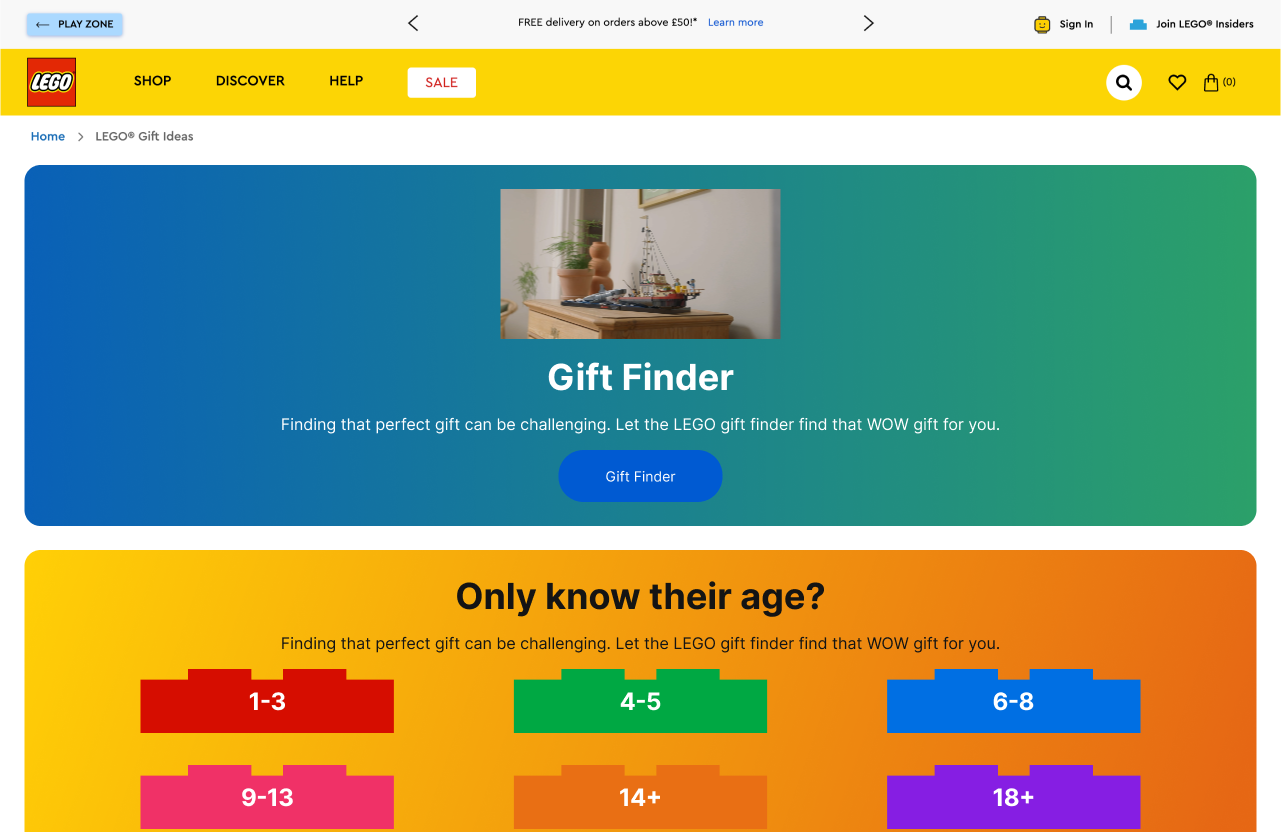 PLAY ZONE
FREE delivery on orders above £50!* Learn more
Sign In
Join LEGO® Insiders
LEGO
SHOP
DISCOVER
HELP
SALE
(0)
Home
LEGO® Gift Ideas
Gift Finder
Finding that perfect gift can be challenging. Let the LEGO gift finder find that WOW gift for you.
Gift Finder
Only know their age?
Finding that perfect gift can be challenging. Let the LEGO gift finder find that WOW gift for you.
1-3
4-5
6-8
9-13
14+
18+